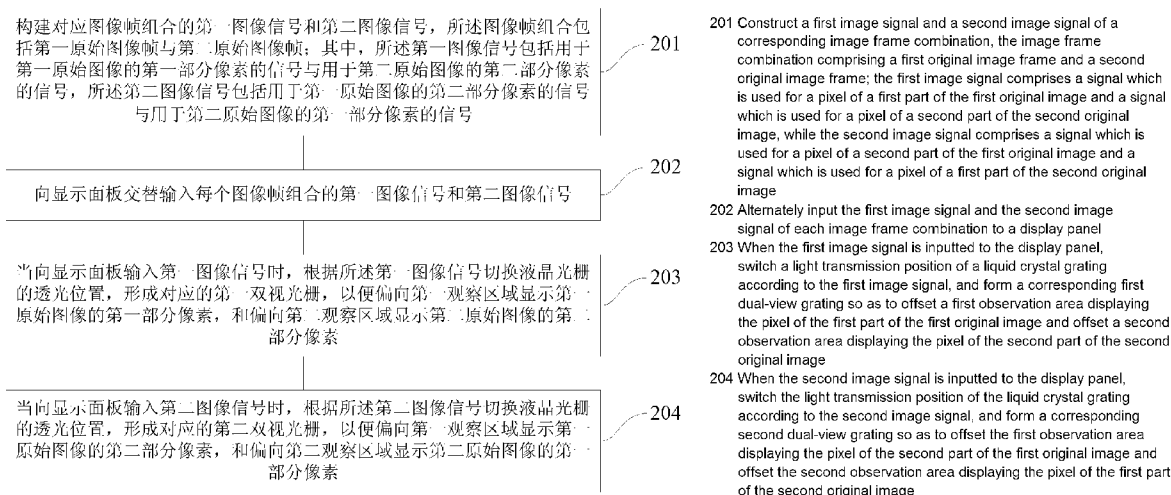 构建对应图像帧组合的第一图像信号和第二图像信号，所述图像帧组合包
括第一原始图像帧与第二原始图像帧；其中，所述第一图像信号包括用于
第一原始图像的第一部分像素的信号与用于第二原始图像的第二部分像素
的信号，所述第二图像信号包括用于第一原始图像的第二部分像素的信号
与用于第二原始图像的第一部分像素的信号
201
向显示面板交替输入每个图像帧组合的第一图像信号和第二图像信号
202
当向显示面板输入第一图像信号时，根据所述第一图像信号切换液晶光栅
的透光位置，形成对应的第一双视光栅，以便偏向第一观察区域显示第一
原始图像的第一部分像素，和偏向第二观察区域显示第二原始图像的第二
部分像素
203
当向显示面板输入第二图像信号时，根据所述第二图像信号切换液晶光栅
的透光位置，形成对应的第二双视光栅，以便偏向第一观察区域显示第一
原始图像的第二部分像素，和偏向第二观察区域显示第二原始图像的第一
部分像素
204
201 Construct a first image signal and a second image signal of a
corresponding image frame combination, the image frame
combination comprising a first original image frame and a second
original image frame; the first image signal comprises a signal which
is used for a pixel of a first part of the first original image and a signal
which is used for a pixel of a second part of the second original
image, while the second image signal comprises a signal which is
used for a pixel of a second part of the first original image and a
signal which is used for a pixel of a first part of the second original
image
202 Alternately input the first image signal and the second image
signal of each image frame combination to a display panel
203 When the first image signal is inputted to the display panel,
switch a light transmission position of a liquid crystal grating
according to the first image signal, and form a corresponding first
dual-view grating so as to offset a first observation area displaying
the pixel of the first part of the first original image and offset a second
observation area displaying the pixel of the second part of the second
original image
204 When the second image signal is inputted to the display panel,
switch the light transmission position of the liquid crystal grating
according to the second image signal, and form a corresponding
second dual-view grating so as to offset the first observation area
displaying the pixel of the second part of the first original image and
offset the second observation area displaying the pixel of the first part
of the second original image